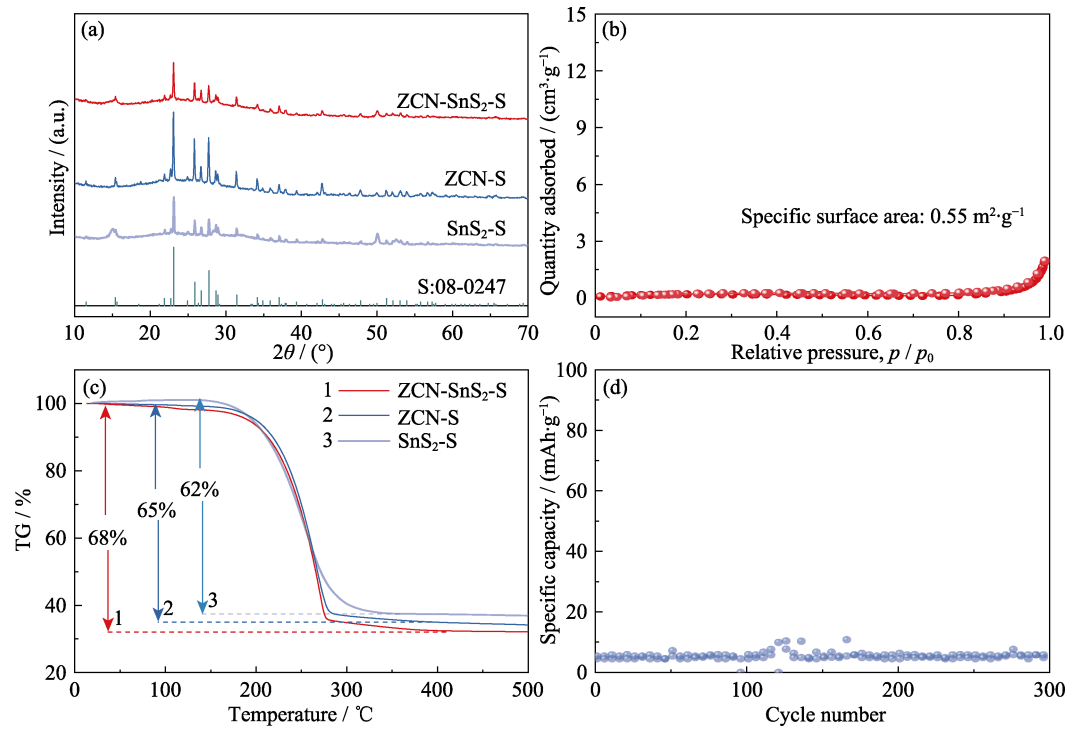 (a)
ZCN-SnS₂-S
ZCN-S
SnS₂-S
S:08-0247
Intensity / (a.u.)
10 20 30 40 50 60 70
2θ / (°)
(b)
15
12
9
6
3
0
Quantity adsorbed / (cm³·g⁻¹)
Specific surface area: 0.55 m²·g⁻¹
0 0.2 0.4 0.6 0.8 1.0
Relative pressure, p / p₀
(c)
1 ZCN-SnS₂-S
2 ZCN-S
3 SnS₂-S
100
80
60
40
20
TG / %
62%
65%
68%
1
2
3
0 100 200 300 400 500
Temperature / ℃
(d)
100
80
60
40
20
0
Specific capacity / (mAh·g⁻¹)
0 100 200 300
Cycle number